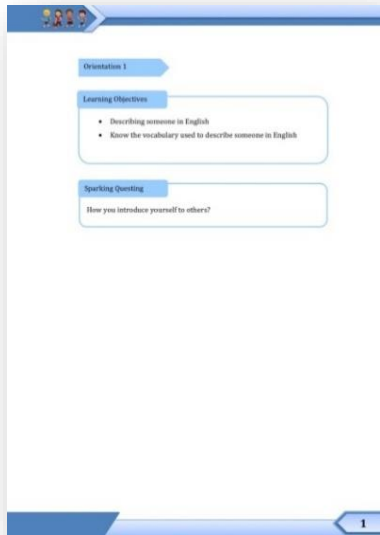 Orientation 1
Learning Objectives
• Describing someone in English
• Know the vocabulary used to describe someone in English
Sparking Questing
How you introduce yourself to others?
1